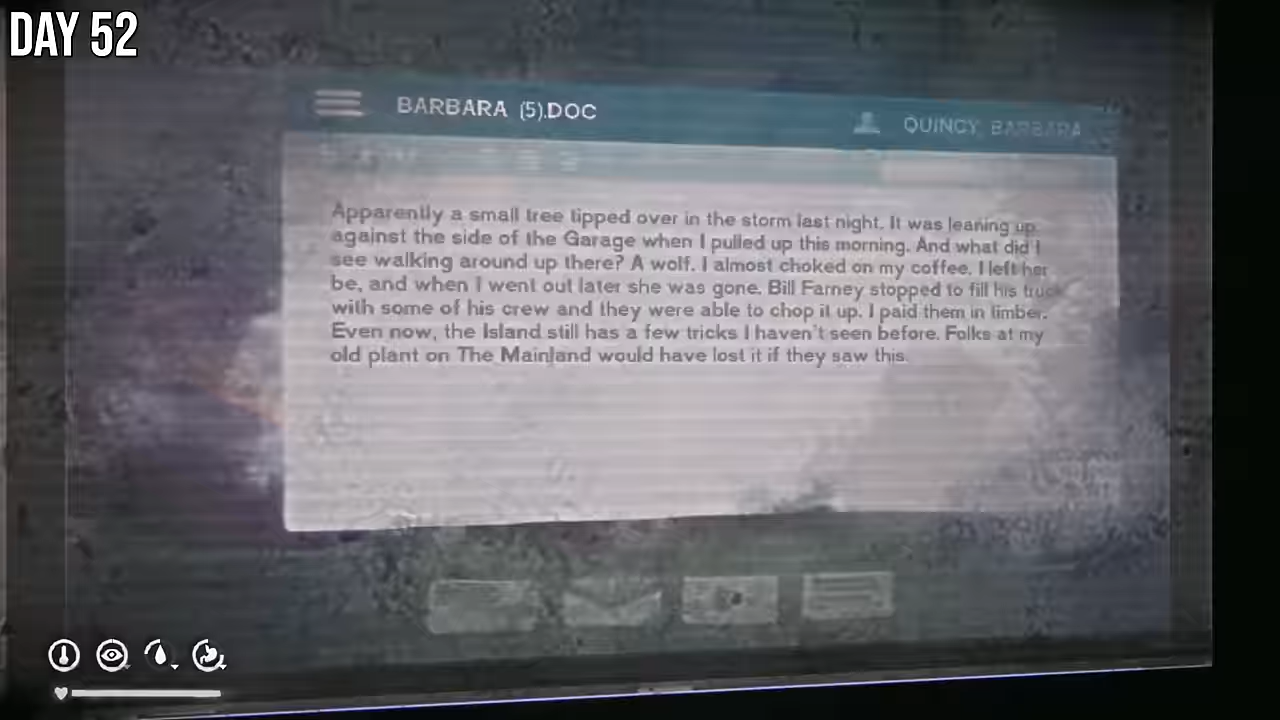 DAY 52
BARBARA (5).DOC
QUINCY BARBARA
Apparently a small tree tipped over in the storm last night. It was leaning up
against the side of the Garage when I pulled up this morning. And what did I
see walking around up there? A wolf. I almost choked on my coffee. I left her
be, and when I went out later she was gone. Bill Farney stopped to fill his truck
with some of his crew and they were able to chop it up. I paid them in timber.
Even now, the Island still has a few tricks I haven't seen before. Folks at my
old plant on The Mainland would have lost it if they saw this.